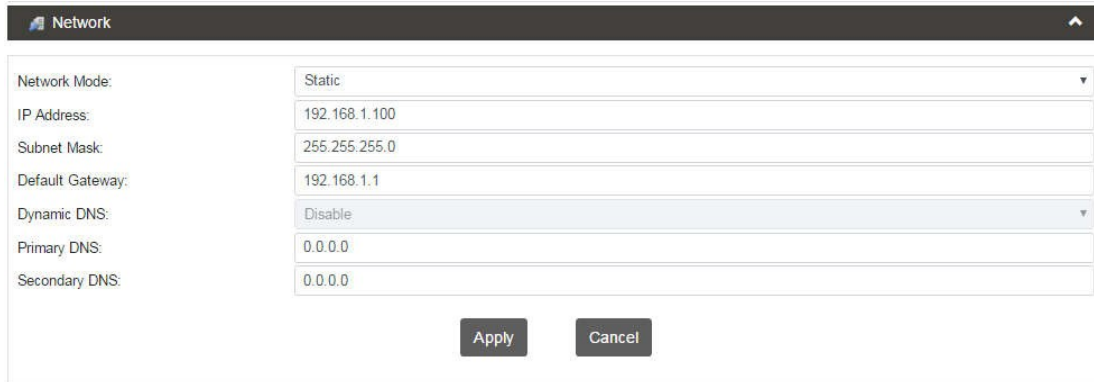 Network
Network Mode: Static
IP Address: 192.168.1.100
Subnet Mask: 255.255.255.0
Default Gateway: 192.168.1.1
Dynamic DNS: Disable
Primary DNS: 0.0.0.0
Secondary DNS: 0.0.0.0
Apply Cancel